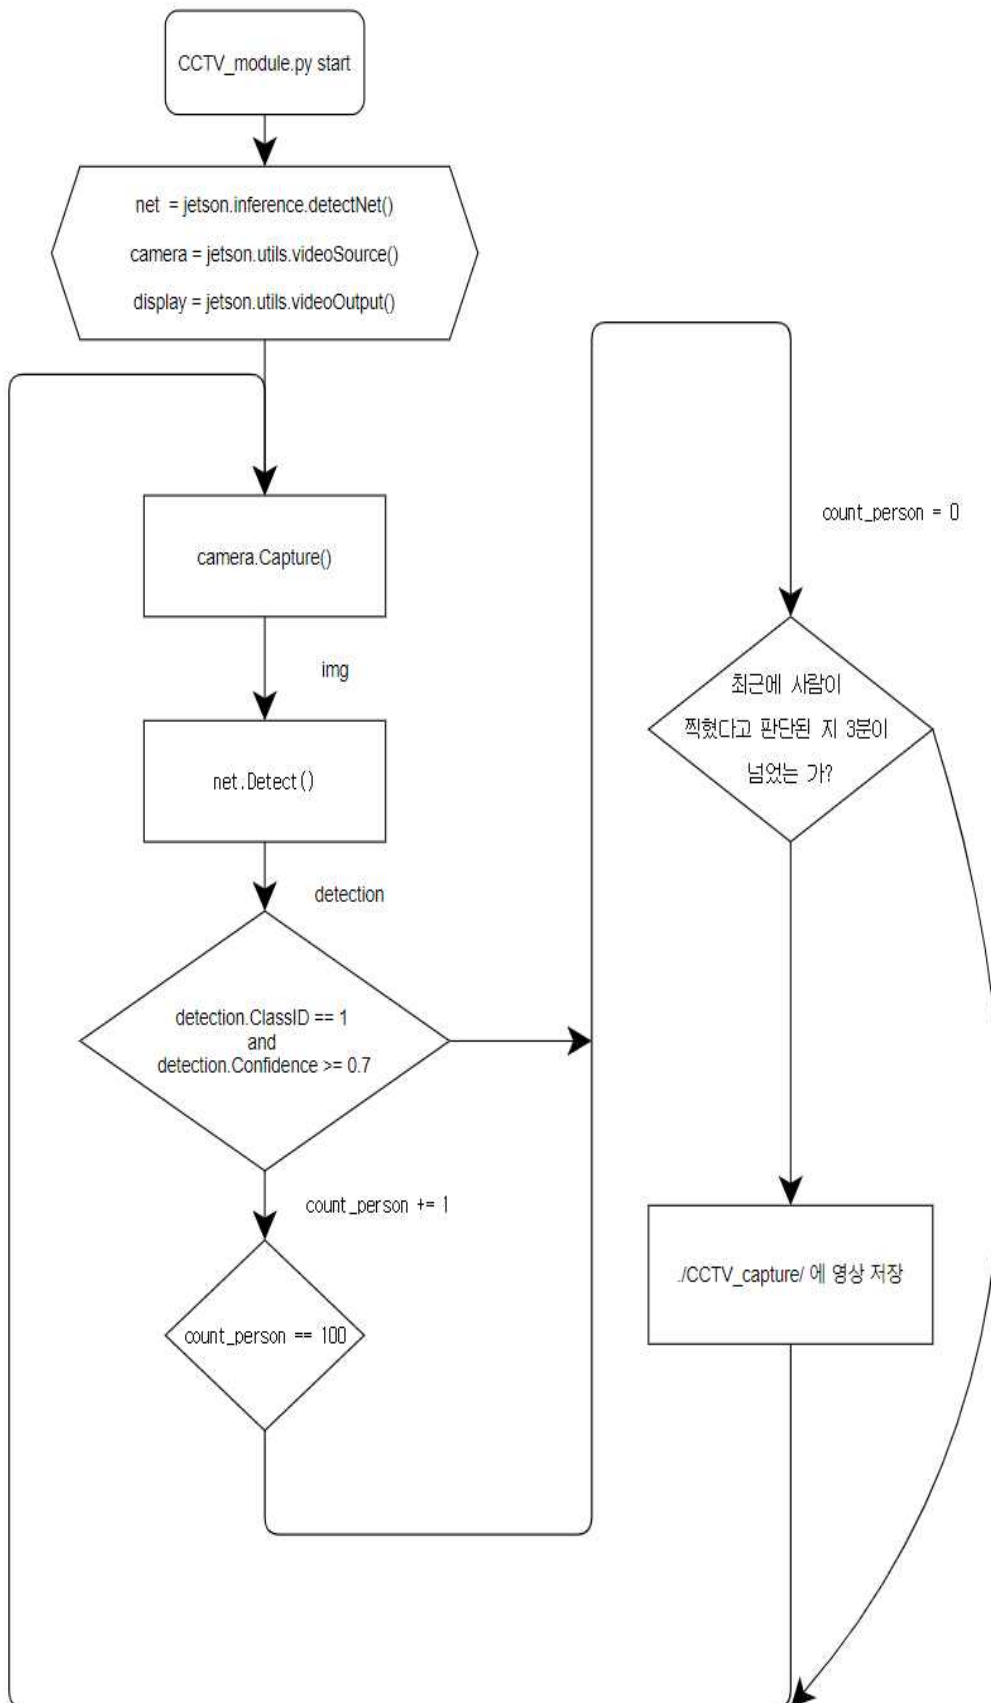 CCTV_module.py start
net = jetson.inference.detectNet()
camera = jetson.utils.videoSource()
display = jetson.utils.videoOutput()
camera.Capture()
img
net.Detect()
detection
detection.ClassID == 1
and
detection.Confidence >= 0.7
count_person += 1
count_person == 100
count_person = 0
최근에 사람이
찍혔다고 판단된 지 3분이
넘었는 가?
./CCTV_capture/ 에 영상 저장